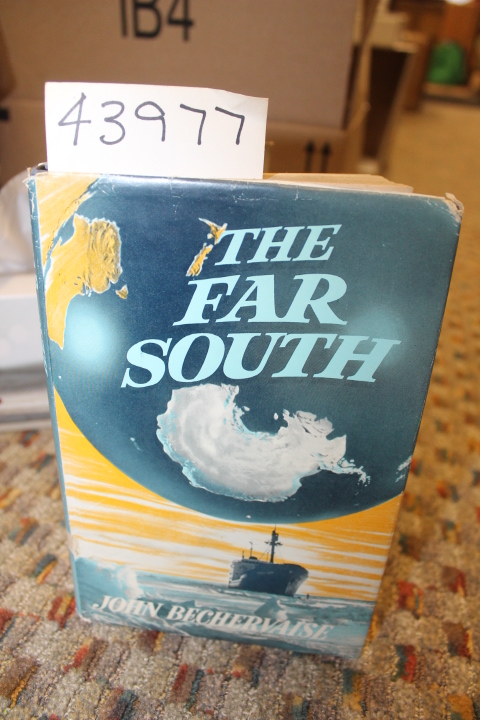 IB4
43977
THE
FAR
SOUTH
JOHN BECHERVAISE